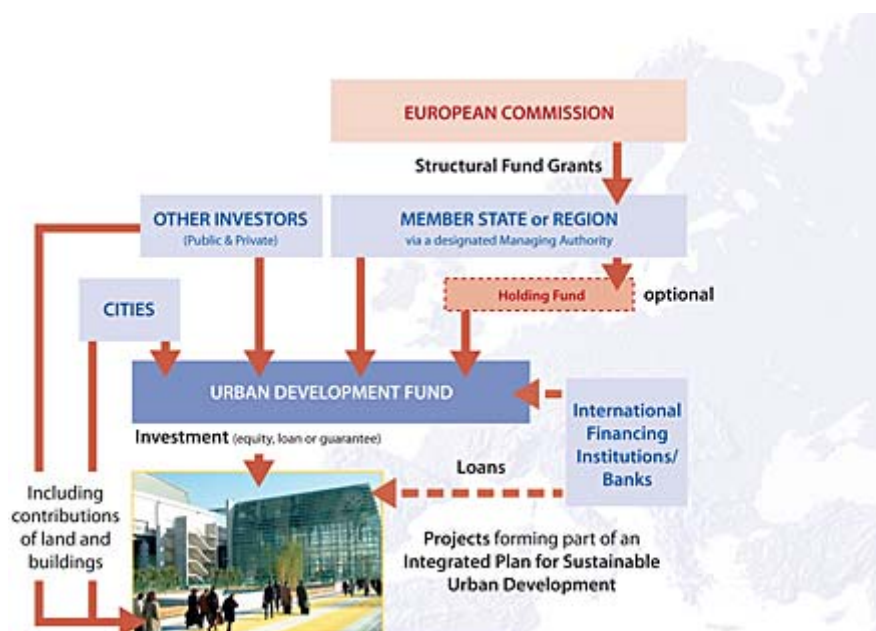 EUROPEAN COMMISSION
Structural Fund Grants
OTHER INVESTORS
(Public & Private)
MEMBER STATE or REGION
via a designated Managing Authority
Holding Fund
optional
CITIES
URBAN DEVELOPMENT FUND
International
Financing
Institutions/
Banks
Investment (equity, loan or guarantee)
Loans
Including
contributions
of land and
buildings
Projects forming part of an
Integrated Plan for Sustainable
Urban Development